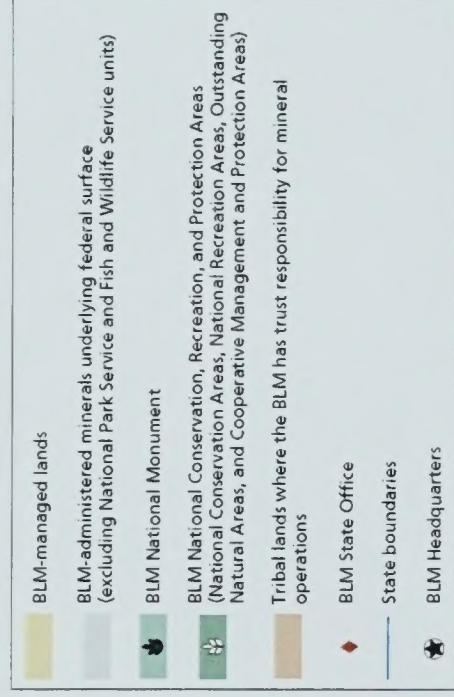 BLM-managed lands
BLM-administered minerals underlying federal surface
(excluding National Park Service and Fish and Wildlife Service units)
BLM National Monument
BLM National Conservation, Recreation, and Protection Areas
(National Conservation Areas, National Recreation Areas, Outstanding
Natural Areas, and Cooperative Management and Protection Areas)
Tribal lands where the BLM has trust responsibility for mineral
operations
BLM State Office
State boundaries
BLM Headquarters